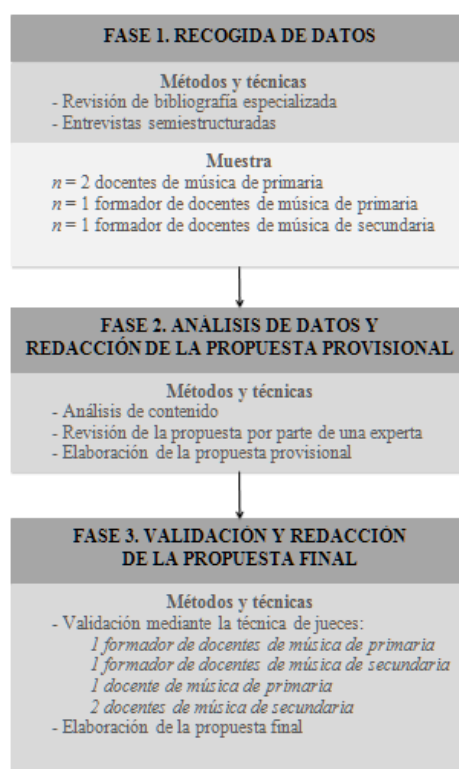 FASE 1. RECOGIDA DE DATOS
Métodos y técnicas
- Revisión de bibliografía especializada
- Entrevistas semiestructuradas
Muestra
n = 2 docentes de música de primaria
n = 1 formador de docentes de música de primaria
n = 1 formador de docentes de música de secundaria
FASE 2. ANÁLISIS DE DATOS Y
REDACCIÓN DE LA PROPUESTA PROVISIONAL
Métodos y técnicas
- Análisis de contenido
- Revisión de la propuesta por parte de una experta
- Elaboración de la propuesta provisional
FASE 3. VALIDACIÓN Y REDACCIÓN
DE LA PROPUESTA FINAL
Métodos y técnicas
- Validación mediante la técnica de jueces:
1 formador de docentes de música de primaria
1 formador de docentes de música de secundaria
1 docente de música de primaria
2 docentes de música de secundaria
- Elaboración de la propuesta final